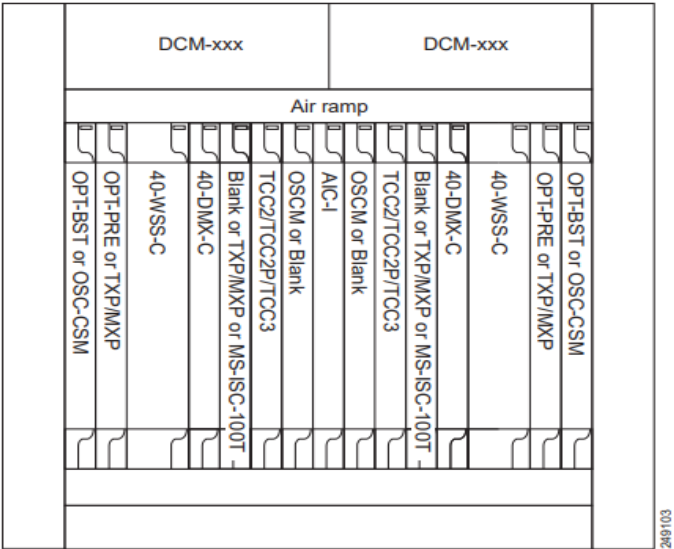 DCM-xxx
DCM-xxx
Air ramp
OPT-BST or OSC-CSM
OPT-PRE or TXP/MXP
40-WSS-C
40-DMX-C
Blank or TXP/MXP or MS-ISC-100T
TCC2/TCC2P/TCC3
OSCM or Blank
AIC-I
OSCM or Blank
TCC2/TCC2P/TCC3
Blank or TXP/MXP or MS-ISC-100T
40-DMX-C
40-WSS-C
OPT-PRE or TXP/MXP
OPT-BST or OSC-CSM
249103